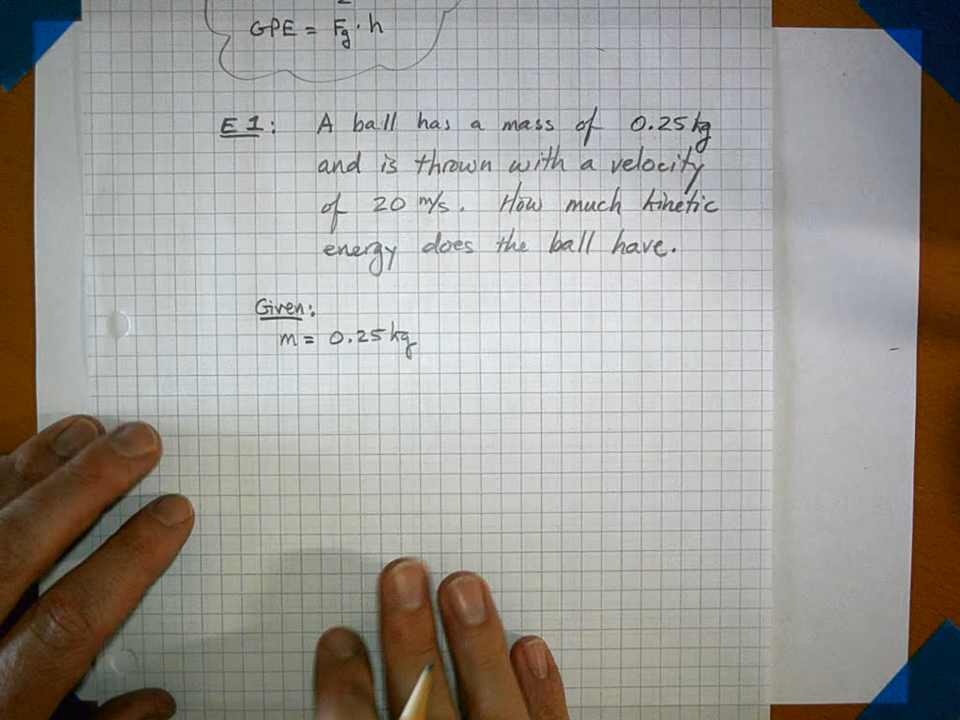 GPE = Fg · h
E1: A ball has a mass of 0.25 kg
and is thrown with a velocity
of 20 m/s. How much kinetic
energy does the ball have.
Given:
m = 0.25 kg